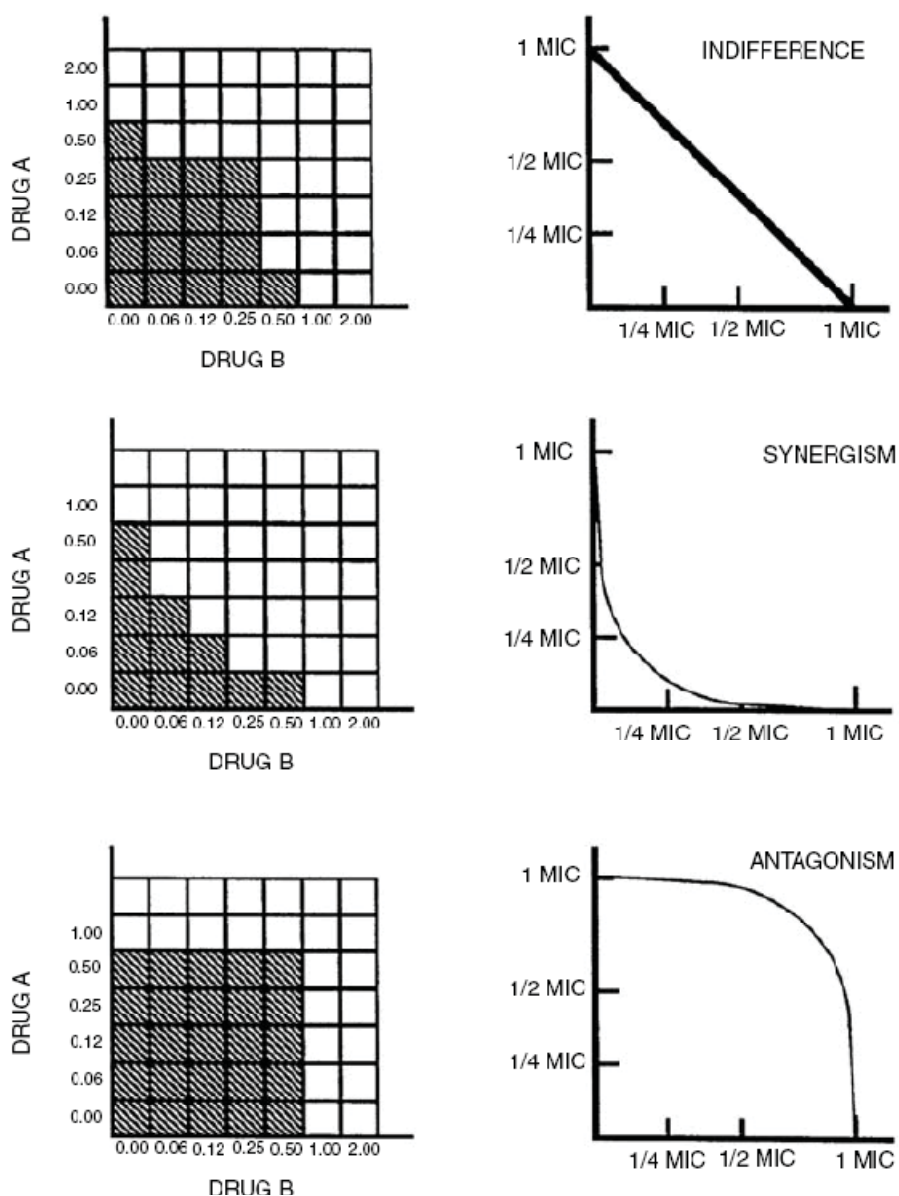 2.00
1.00
0.50
0.25
0.12
0.06
0.00
DRUG A
0.00 0.06 0.12 0.25 0.50 1.00 2.00
DRUG B
INDIFFERENCE
1 MIC
1/2 MIC
1/4 MIC
1/4 MIC 1/2 MIC 1 MIC
1.00
0.50
0.25
0.12
0.06
0.00
DRUG A
0.00 0.06 0.12 0.25 0.50 1.00 2.00
DRUG B
SYNERGISM
1 MIC
1/2 MIC
1/4 MIC
1/4 MIC 1/2 MIC 1 MIC
1.00
0.50
0.25
0.12
0.06
0.00
DRUG A
0.00 0.06 0.12 0.25 0.50 1.00 2.00
DRUG B
ANTAGONISM
1 MIC
1/2 MIC
1/4 MIC
1/4 MIC 1/2 MIC 1 MIC